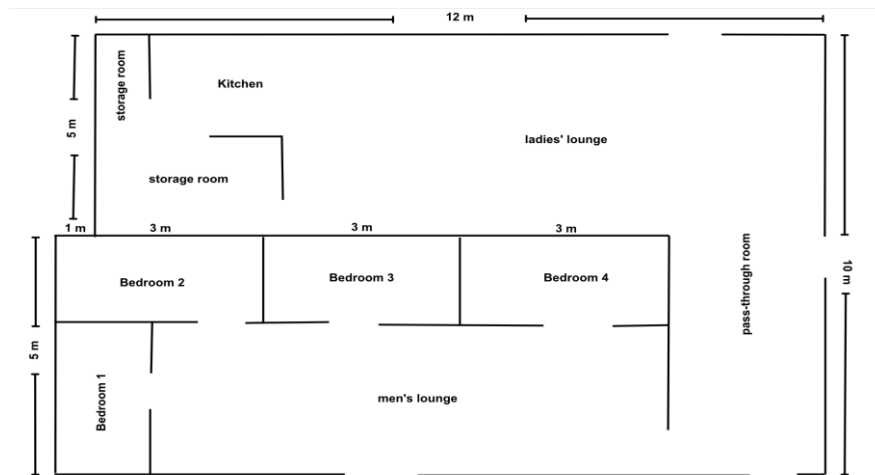 12 m
storage room
Kitchen
5 m
ladies' lounge
storage room
1 m
3 m
3 m
3 m
Bedroom 2
Bedroom 3
Bedroom 4
pass-through room
10 m
5 m
Bedroom 1
men's lounge